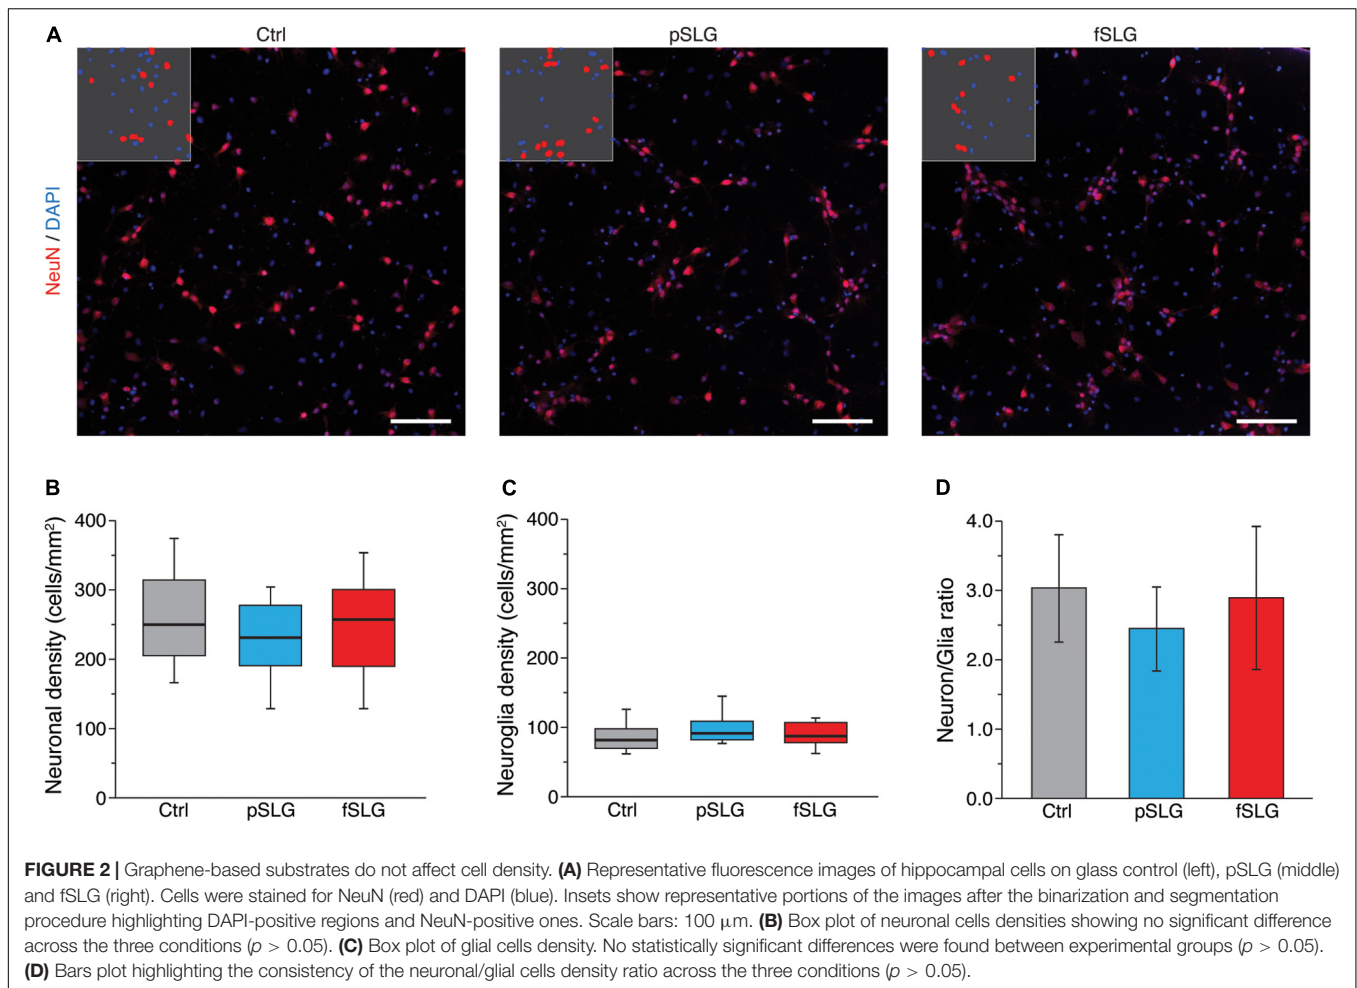 A
Ctrl
pSLG
fSLG
NeuN / DAPI
B
Neuronal density (cells/mm²)
400
300
200
100
0
Ctrl
pSLG
fSLG
C
Neuroglia density (cells/mm²)
400
300
200
100
0
Ctrl
pSLG
fSLG
D
Neuron/Glia ratio
4.0
3.0
2.0
1.0
0.0
Ctrl
pSLG
fSLG
FIGURE 2 | Graphene-based substrates do not affect cell density. (A) Representative fluorescence images of hippocampal cells on glass control (left), pSLG (middle)
and fSLG (right). Cells were stained for NeuN (red) and DAPI (blue). Insets show representative portions of the images after the binarization and segmentation
procedure highlighting DAPI-positive regions and NeuN-positive ones. Scale bars: 100 μm. (B) Box plot of neuronal cells densities showing no significant difference
across the three conditions (p > 0.05). (C) Box plot of glial cells density. No statistically significant differences were found between experimental groups (p > 0.05).
(D) Bars plot highlighting the consistency of the neuronal/glial cells density ratio across the three conditions (p > 0.05).